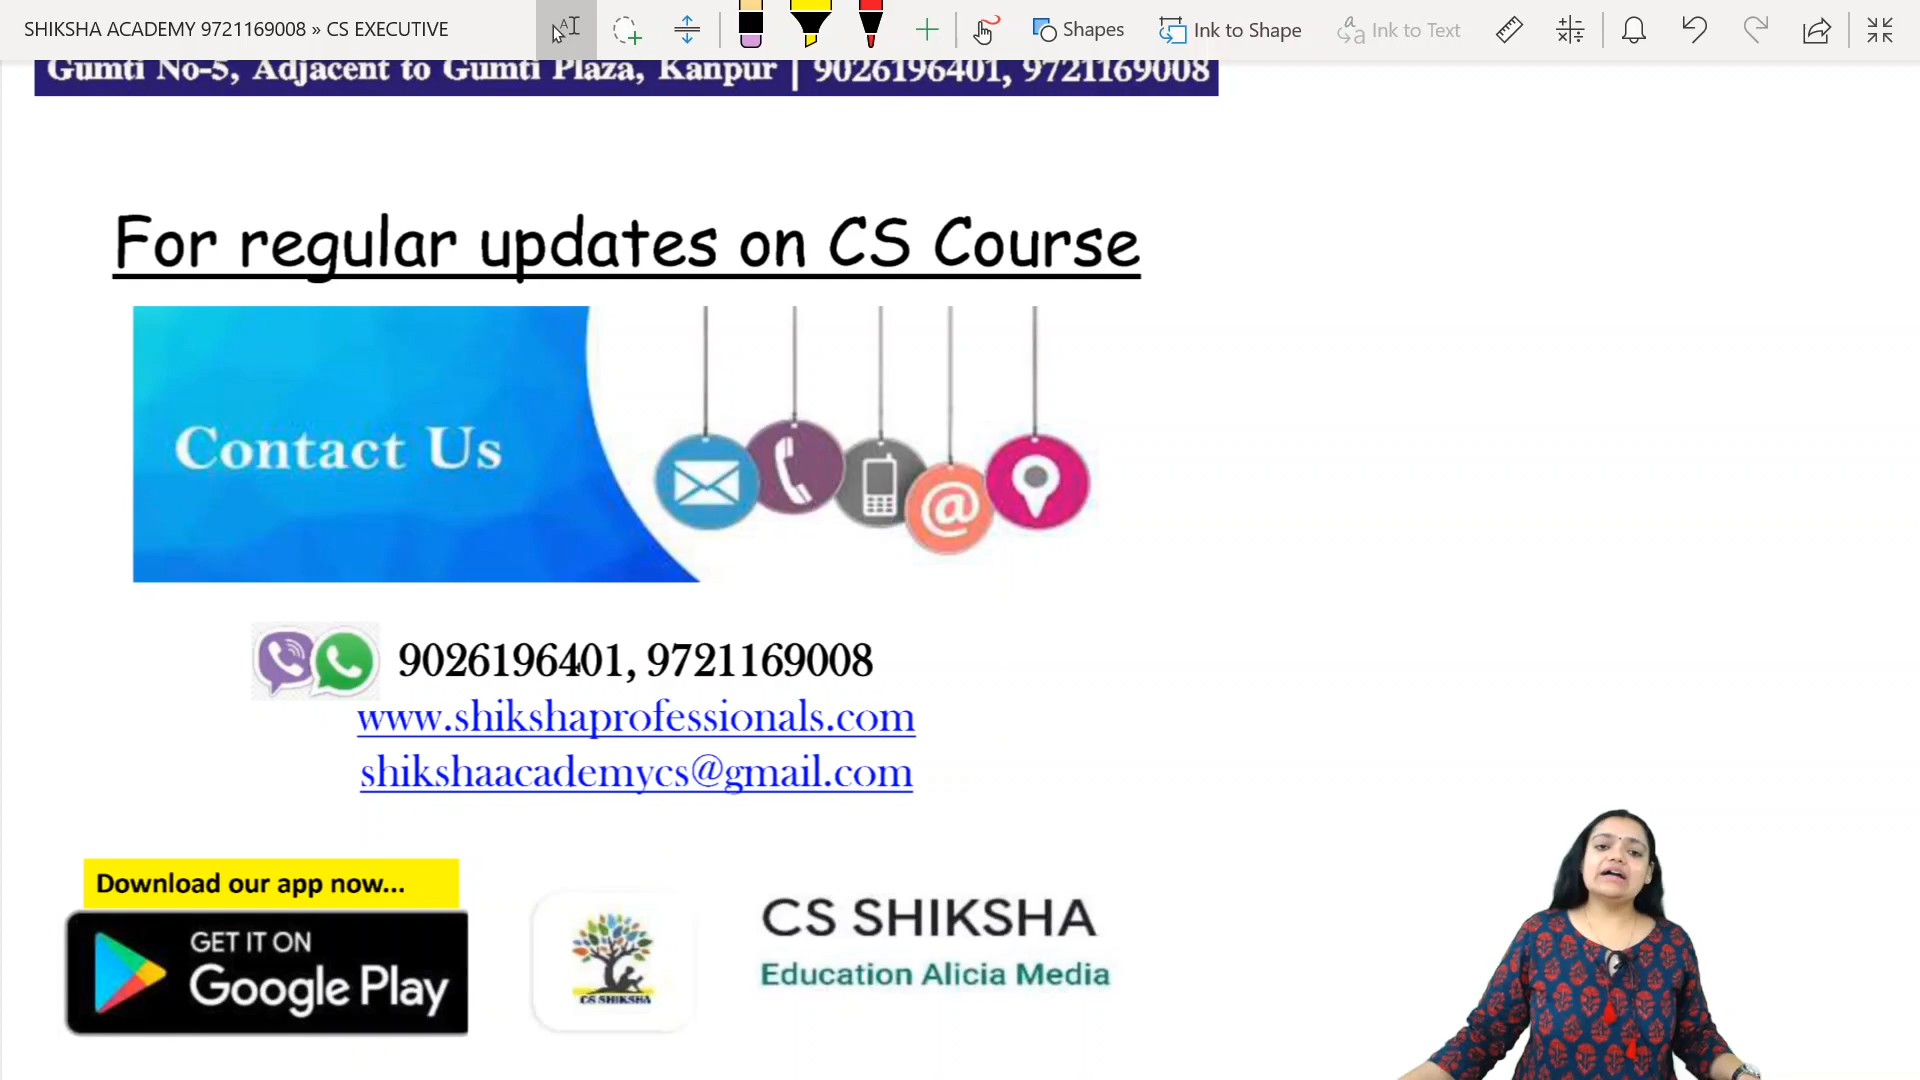 SHIKSHA ACADEMY 9721169008 » CS EXECUTIVE
Shapes
Ink to Shape
Ink to Text
Gumti No-5, Adjacent to Gumti Plaza, Kanpur | 9026196401, 9721169008
For regular updates on CS Course
Contact Us
9026196401, 9721169008
www.shikshaprofessionals.com
shikshaacademycs@gmail.com
Download our app now...
GET IT ON
Google Play
CS SHIKSHA
CS SHIKSHA
Education Alicia Media